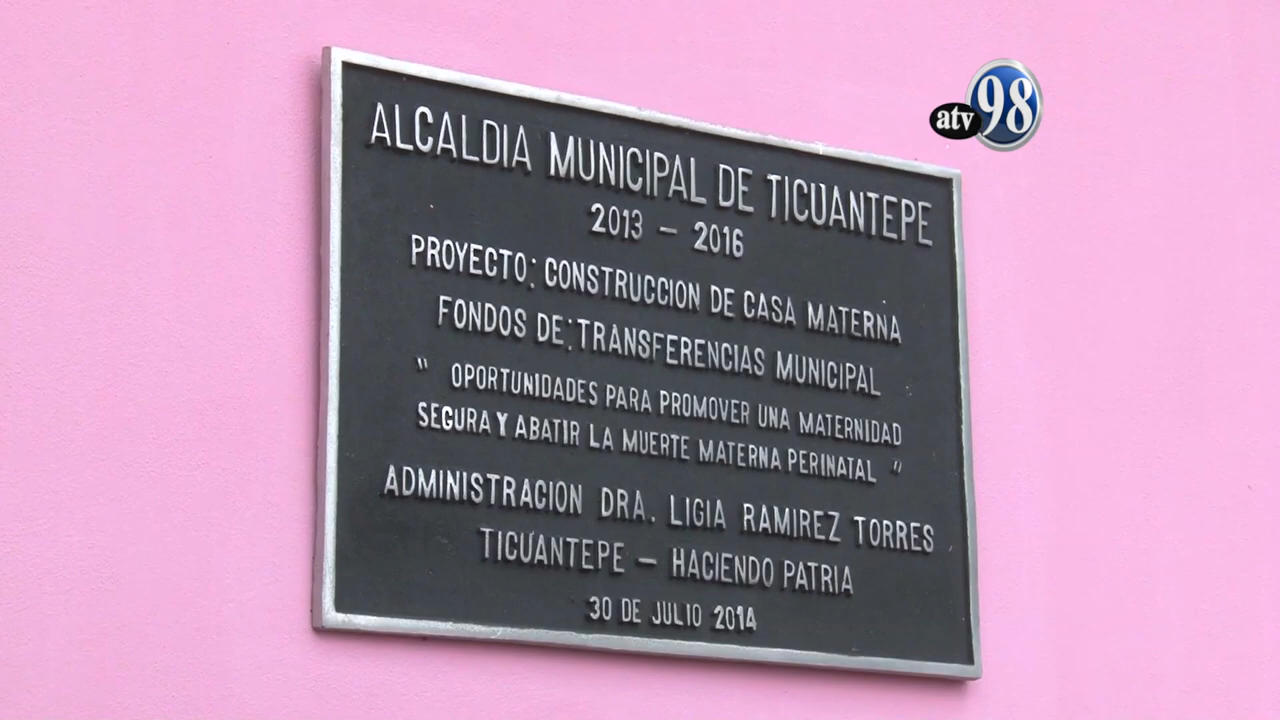 atv 98
ALCALDIA MUNICIPAL DE TICUANTEPE
2013 - 2016
PROYECTO: CONSTRUCCION DE CASA MATERNA
FONDOS DE: TRANSFERENCIAS MUNICIPAL
" OPORTUNIDADES PARA PROMOVER UNA MATERNIDAD
SEGURA Y ABATIR LA MUERTE MATERNA PERINATAL "
ADMINISTRACION DRA. LIGIA RAMIREZ TORRES
TICUANTEPE - HACIENDO PATRIA
30 DE JULIO 2014